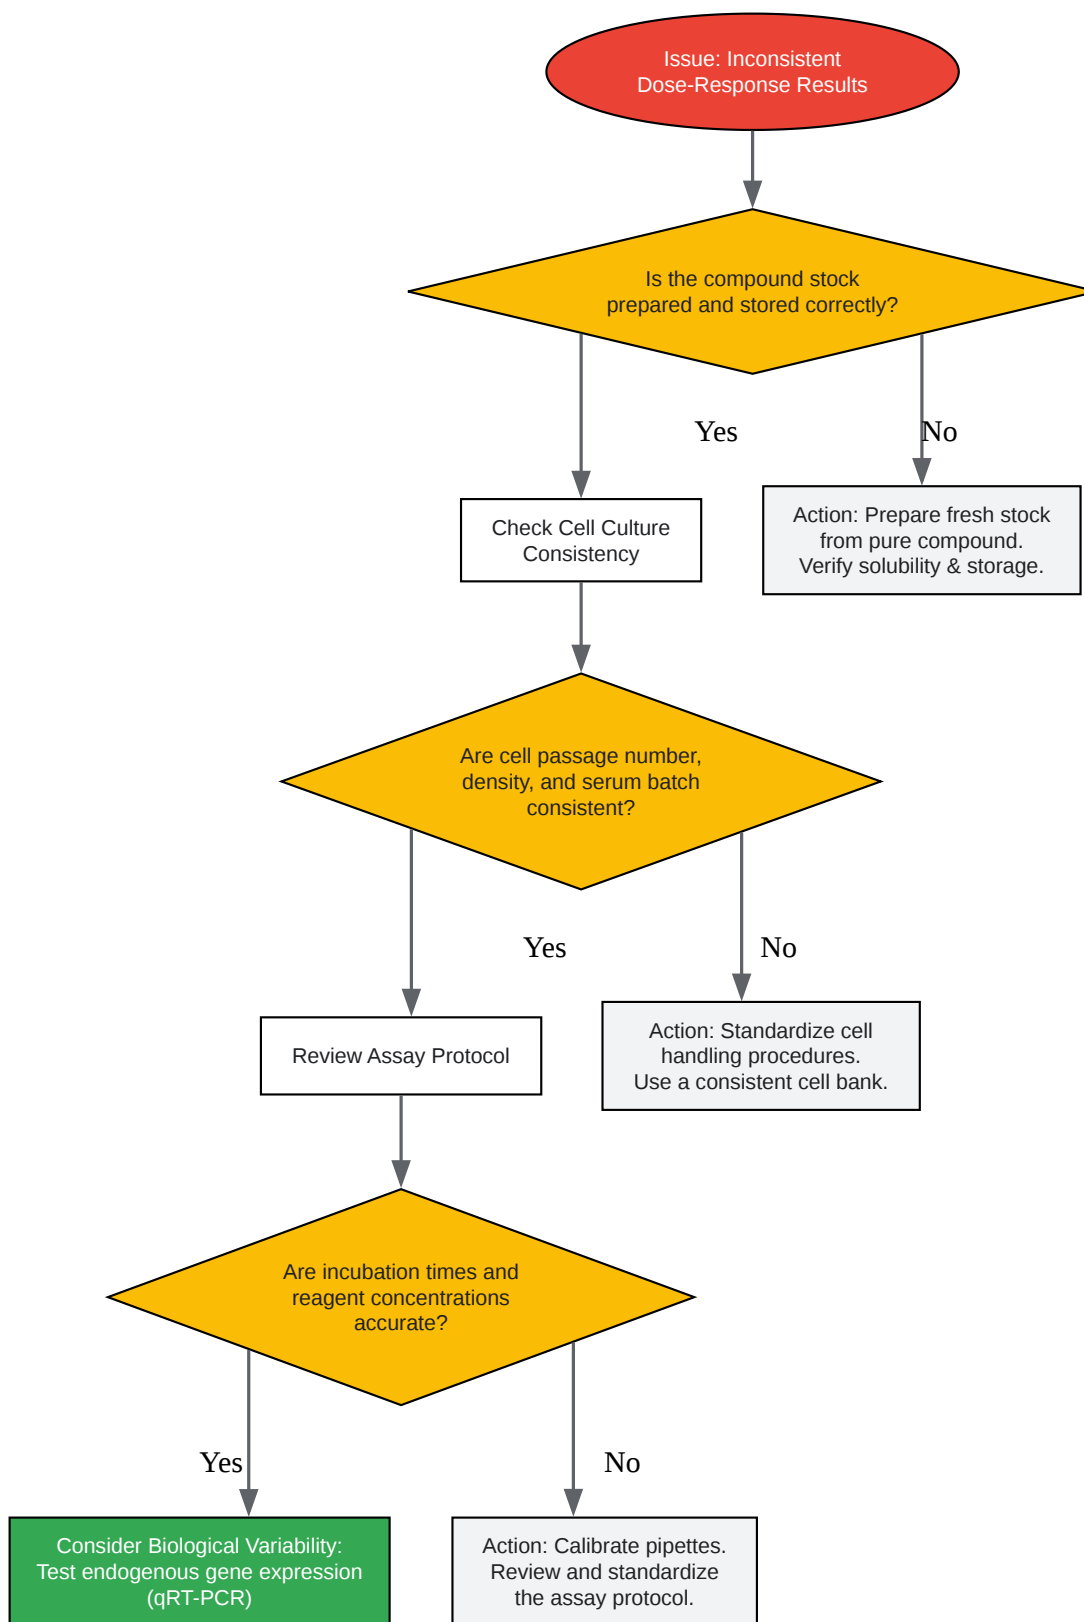 Issue: Inconsistent
Dose-Response Results
Is the compound stock
prepared and stored correctly?
Yes
No
Check Cell Culture
Consistency
Action: Prepare fresh stock
from pure compound.
Verify solubility & storage.
Are cell passage number,
density, and serum batch
consistent?
Yes
No
Review Assay Protocol
Action: Standardize cell
handling procedures.
Use a consistent cell bank.
Are incubation times and
reagent concentrations
accurate?
Yes
No
Consider Biological Variability:
Test endogenous gene expression
(qRT-PCR)
Action: Calibrate pipettes.
Review and standardize
the assay protocol.